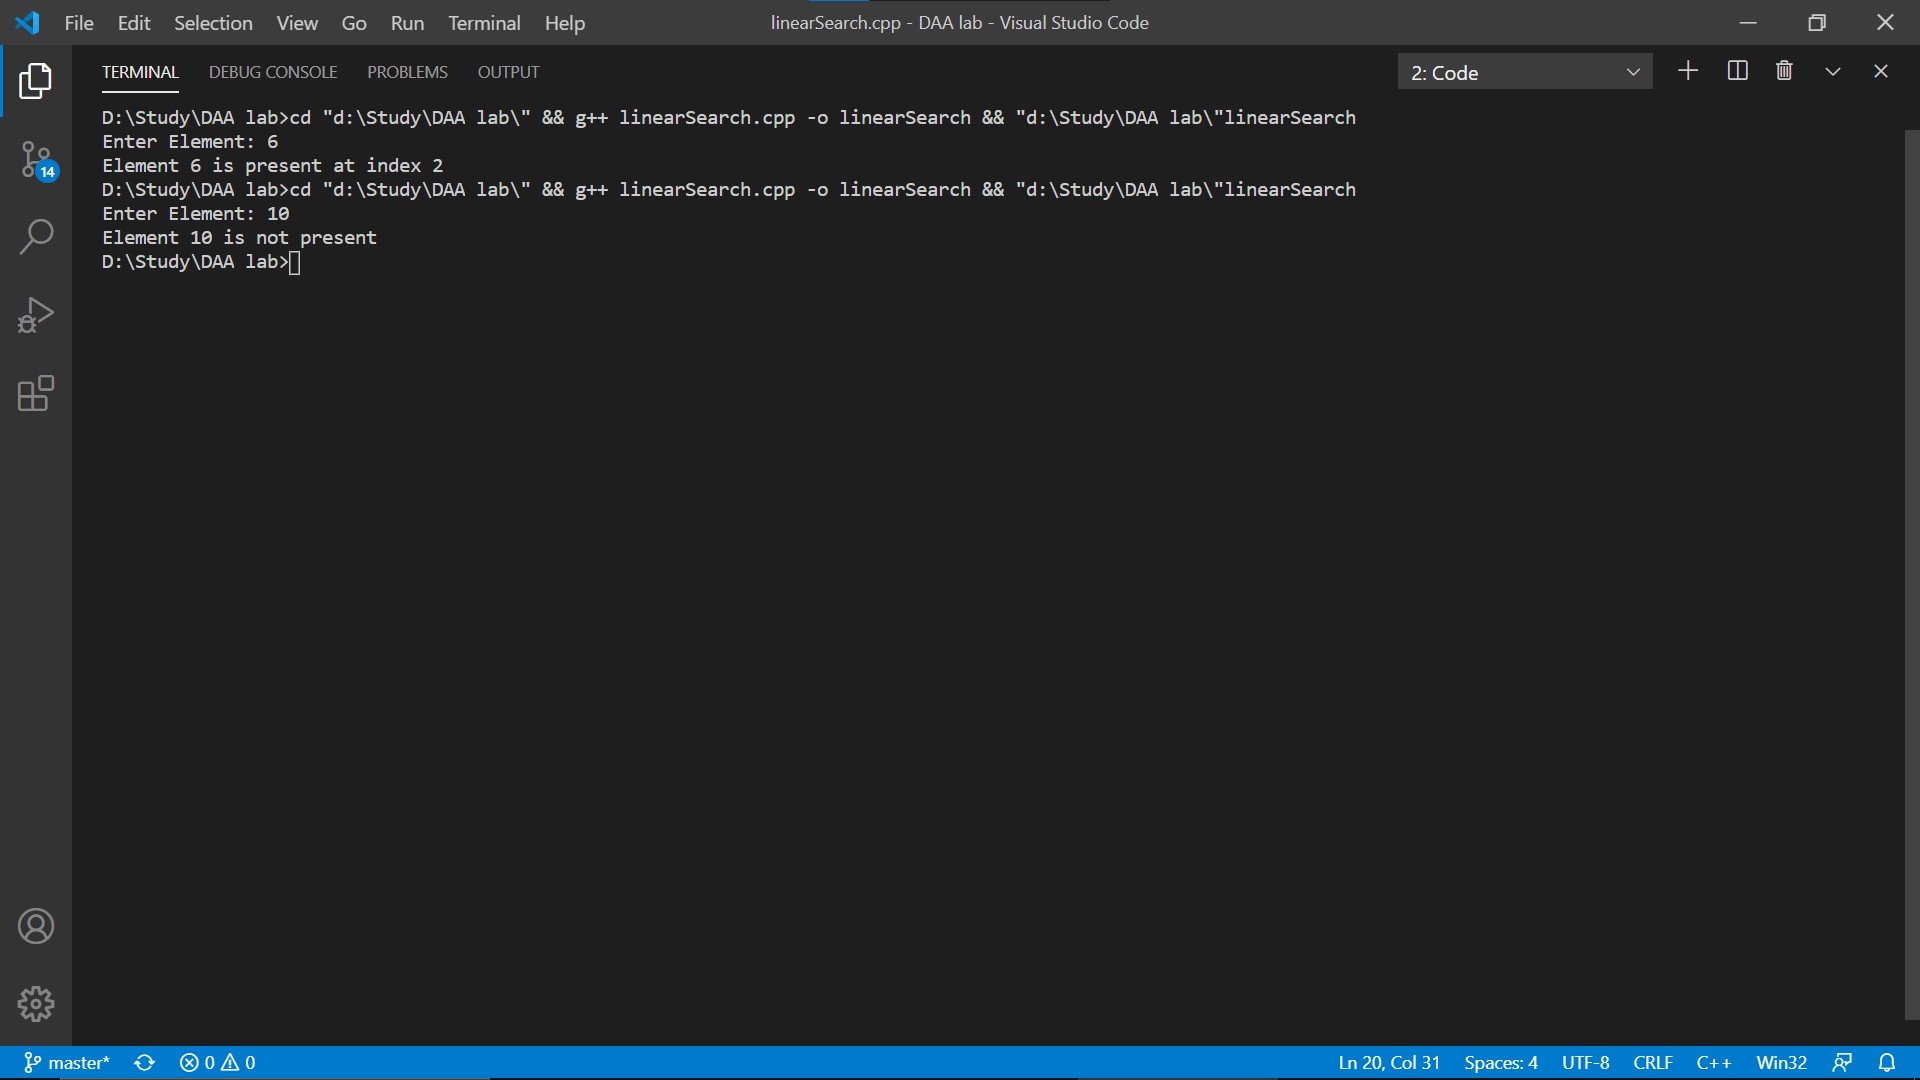 File Edit Selection View Go Run Terminal Help
linearSearch.cpp - DAA lab - Visual Studio Code
TERMINAL DEBUG CONSOLE PROBLEMS OUTPUT
2: Code
D:\Study\DAA lab>cd "d:\Study\DAA lab\" && g++ linearSearch.cpp -o linearSearch && "d:\Study\DAA lab\"linearSearch
Enter Element: 6
Element 6 is present at index 2
D:\Study\DAA lab>cd "d:\Study\DAA lab\" && g++ linearSearch.cpp -o linearSearch && "d:\Study\DAA lab\"linearSearch
Enter Element: 10
Element 10 is not present
D:\Study\DAA lab>
14
master* 0 0 Ln 20, Col 31 Spaces: 4 UTF-8 CRLF C++ Win32